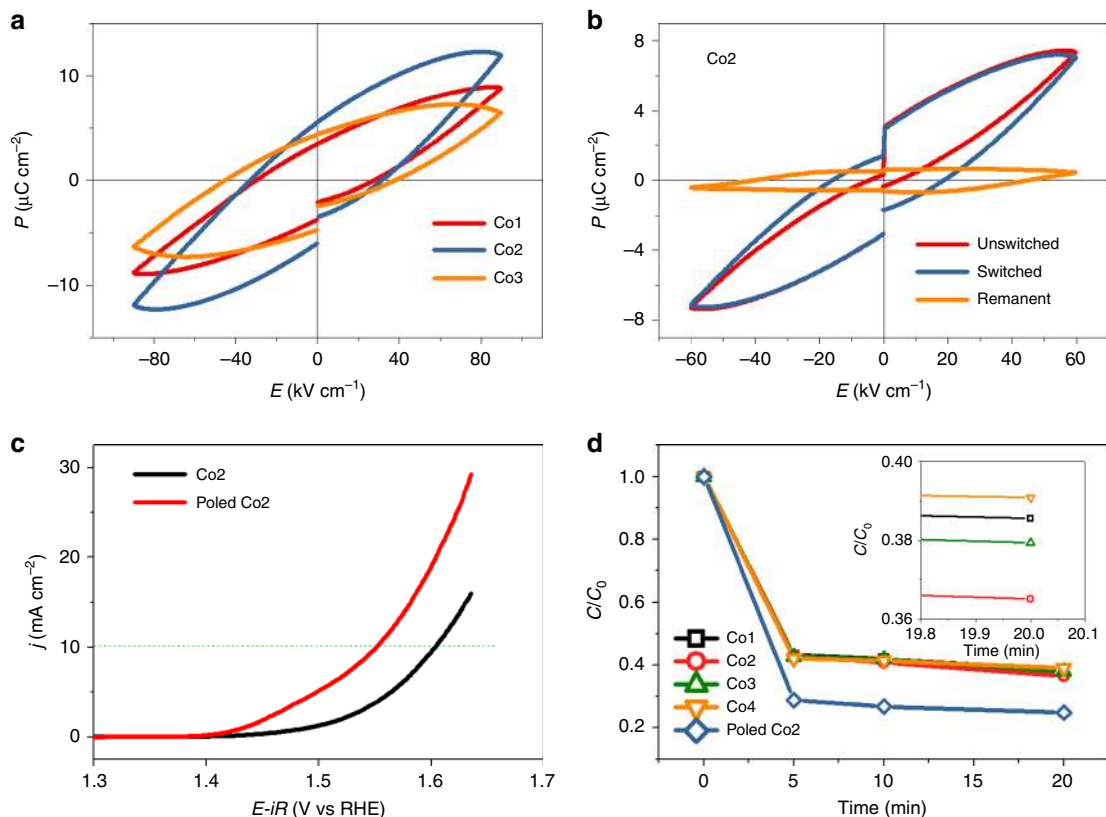 a
10
0
−10
P (μC cm⁻²)
Co1
Co2
Co3
−80
−40
0
40
80
E (kV cm⁻¹)
b
Co2
8
4
0
−4
−8
P (μC cm⁻²)
Unswitched
Switched
Remanent
−60
−40
−20
0
20
40
60
E (kV cm⁻¹)
c
Co2
Poled Co2
30
20
10
0
j (mA cm⁻²)
1.3
1.4
1.5
1.6
1.7
E-iR (V vs RHE)
d
1.0
0.8
0.6
0.4
0.2
C/C₀
Co1
Co2
Co3
Co4
Poled Co2
0
5
10
15
20
Time (min)
0.40
0.38
0.36
C/C₀
19.8
19.9
20.0
20.1
Time (min)